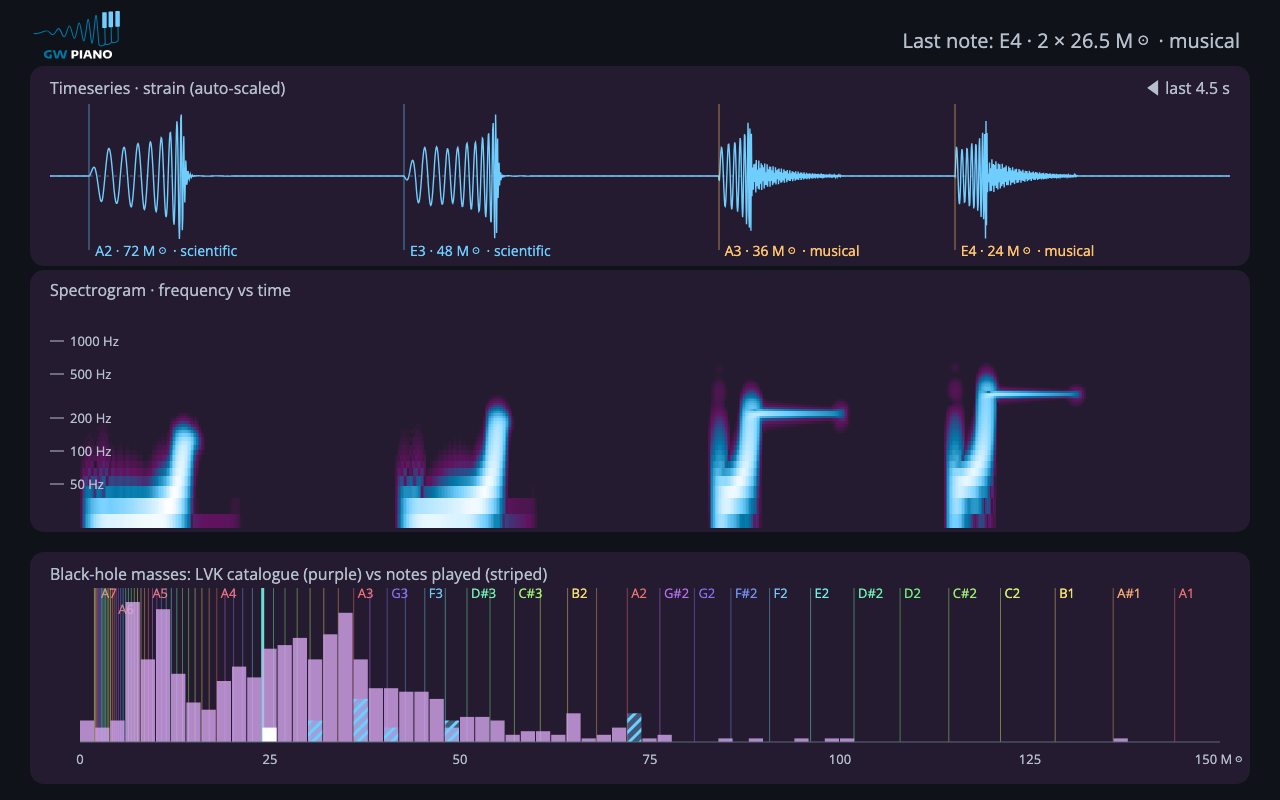 GW PIANO
Last note: E4 · 2 × 26.5 M☉ · musical
Timeseries · strain (auto-scaled)
◀ last 4.5 s
A2 · 72 M☉ · scientific
E3 · 48 M☉ · scientific
A3 · 36 M☉ · musical
E4 · 24 M☉ · musical
Spectrogram · frequency vs time
1000 Hz
500 Hz
200 Hz
100 Hz
50 Hz
Black-hole masses: LVK catalogue (purple) vs notes played (striped)
A7 A5 A4 A3 G3 F3 D#3 C#3 B2 A2 G#2 G2 F#2 F2 E2 D#2 D2 C#2 C2 B1 A#1 A1
A6
0 25 50 75 100 125 150 M☉